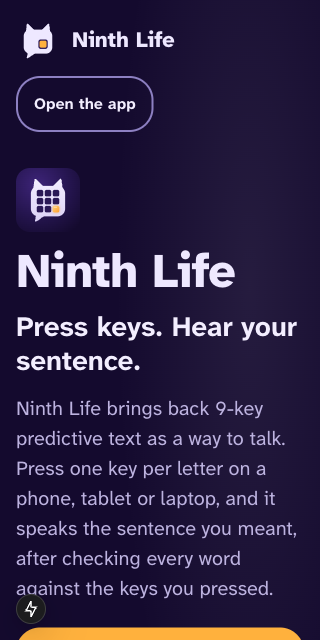 Ninth Life
Open the app
Ninth Life
Press keys. Hear your
sentence.
Ninth Life brings back 9-key
predictive text as a way to talk.
Press one key per letter on a
phone, tablet or laptop, and it
speaks the sentence you meant,
after checking every word
against the keys you pressed.